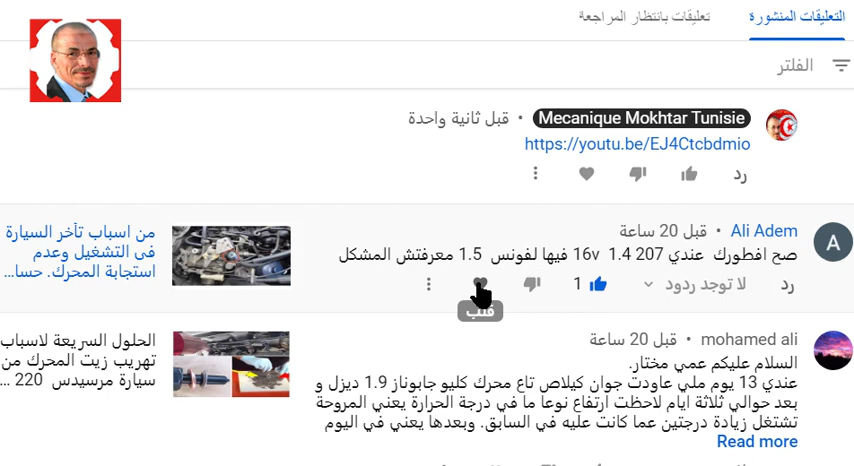 التعليقات المنشورة
تعليقات بانتظار المراجعة
الفلتر
Mecanique Mokhtar Tunisie • قبل ثانية واحدة
https://youtu.be/EJ4Ctcbdmio
رد
A
Ali Adem • قبل 20 ساعة
صح افطورك عندي 207 1.4 16v فيها لفونس 1.5 معرفتش المشكل
رد
لا توجد ردود
1
قلب
من اسباب تأخر السيارة
فى التشغيل وعدم
استجابة المحرك. حسا...
mohamed ali • قبل 20 ساعة
السلام عليكم عمي مختار.
عندي 13 يوم ملي عاودت جوان كيلاص تاع محرك كليو جابوناز 1.9 ديزل و
بعد حوالي ثلاثة ايام لاحظت ارتفاع نوعا ما في درجة الحرارة يعني المروحة
تشتغل زيادة درجتين عما كانت عليه في السابق. وبعدها يعني في اليوم
Read more
الحلول السريعة لاسباب
تهريب زيت المحرك من
سيارة مرسيدس 220 ...